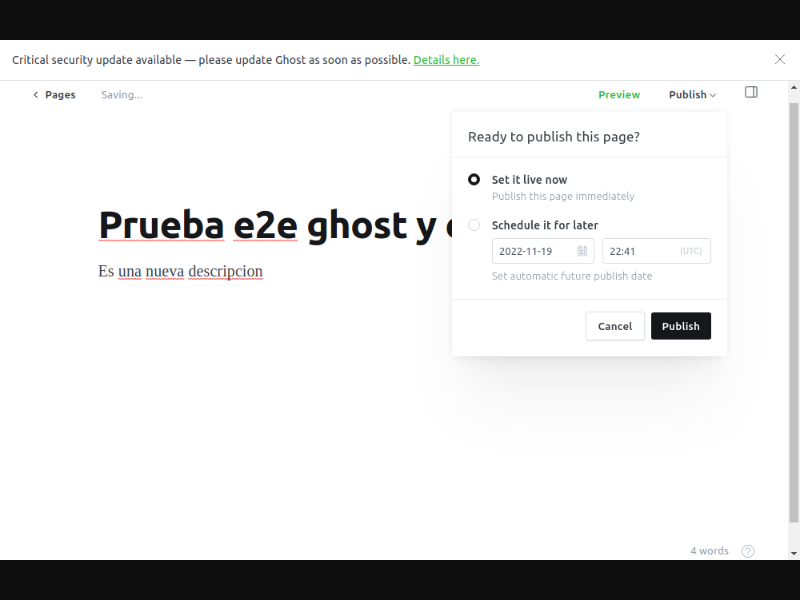 Critical security update available — please update Ghost as soon as possible. Details here.
Pages
Saving...
Preview
Publish
Ready to publish this page?
Set it live now
Publish this page immediately
Schedule it for later
2022-11-19
22:41
(UTC)
Set automatic future publish date
Cancel
Publish
Prueba e2e ghost y
Es una nueva descripcion
4 words
?